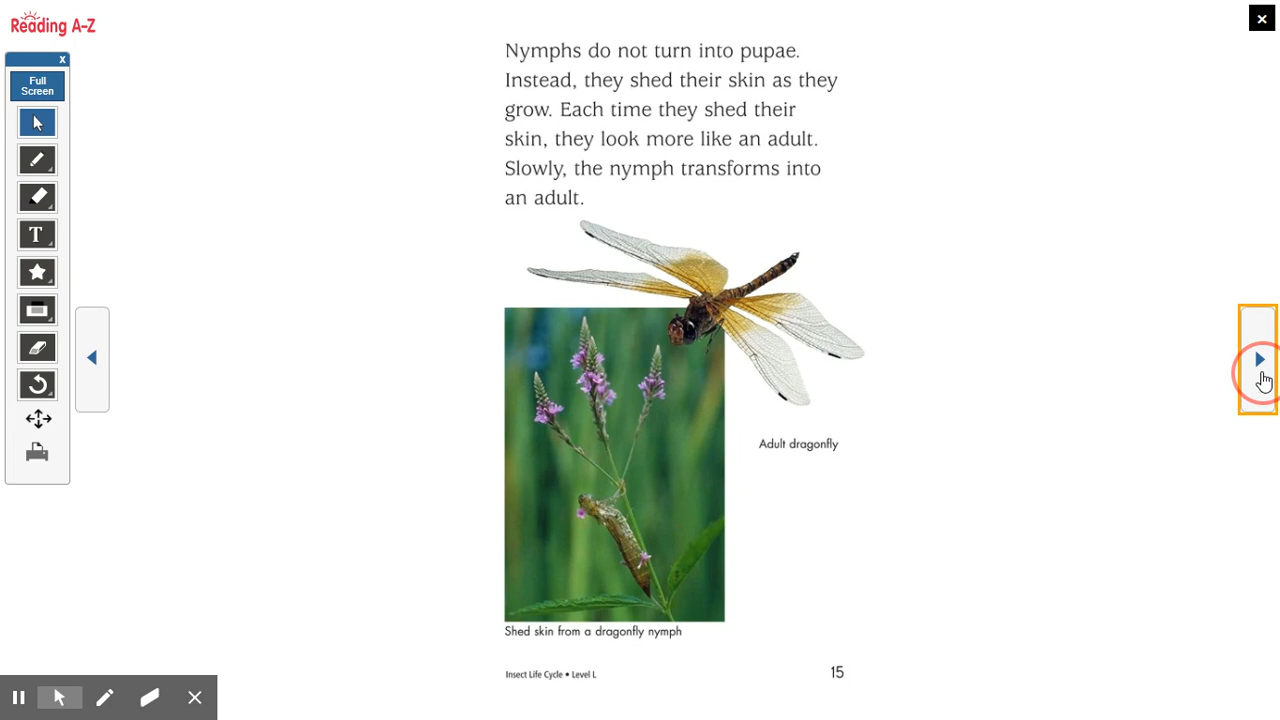 Reading A-Z
x
Full
Screen
T
Nymphs do not turn into pupae.
Instead, they shed their skin as they
grow. Each time they shed their
skin, they look more like an adult.
Slowly, the nymph transforms into
an adult.
Adult dragonfly
Shed skin from a dragonfly nymph
Insect Life Cycle • Level L
15